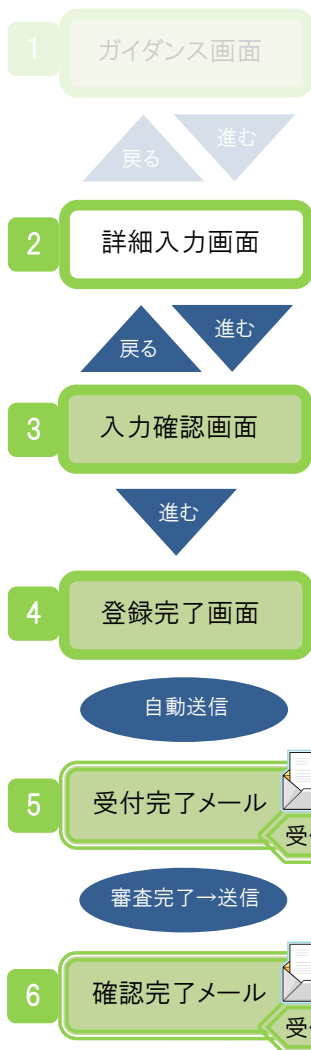 1
ガイダンス画面
戻る
進む
2
詳細入力画面
戻る
進む
3
入力確認画面
進む
4
登録完了画面
自動送信
5
受付完了メール
受
審査完了→送信
6
確認完了メール
受